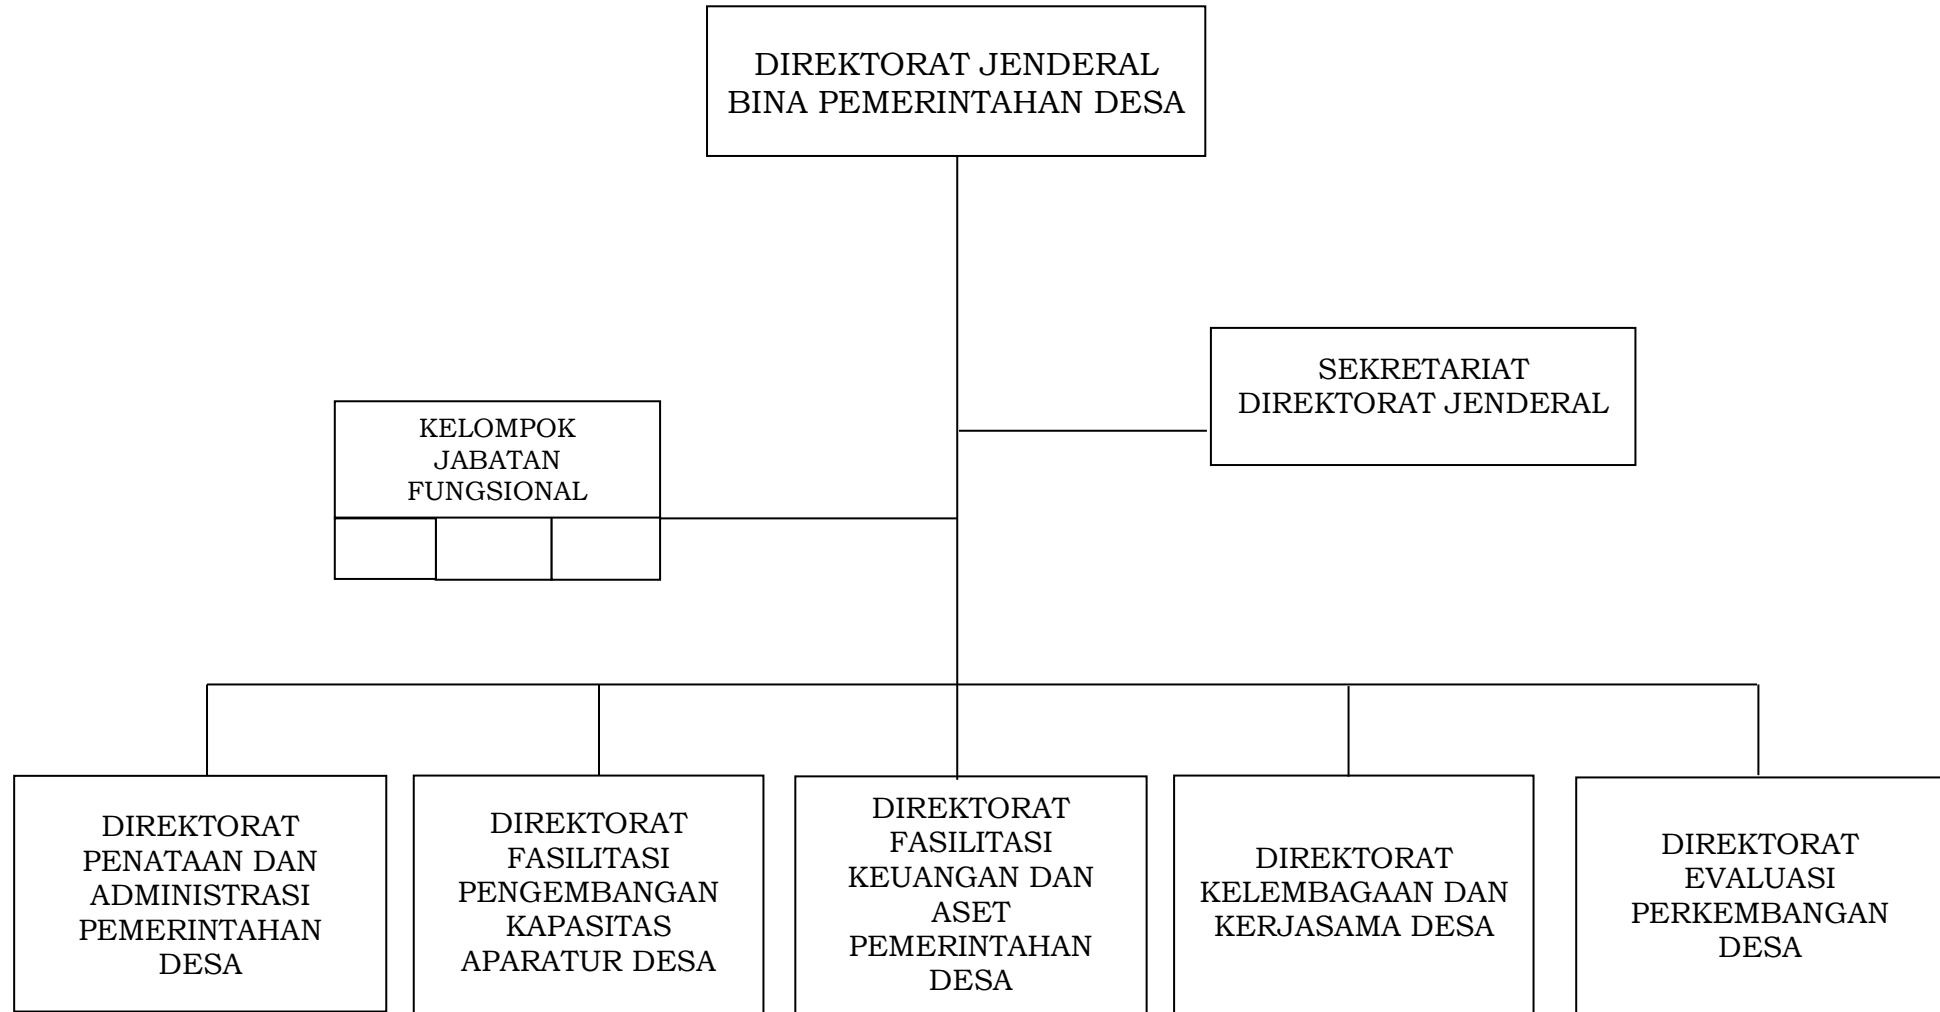 DIREKTORAT JENDERAL
BINA PEMERINTAHAN DESA
SEKRETARIAT
DIREKTORAT JENDERAL
KELOMPOK
JABATAN
FUNGSIONAL
DIREKTORAT
PENATAAN DAN
ADMINISTRASI
PEMERINTAHAN
DESA
DIREKTORAT
FASILITASI
PENGEMBANGAN
KAPASITAS
APARATUR DESA
DIREKTORAT
FASILITASI
KEUANGAN DAN
ASET
PEMERINTAHAN
DESA
DIREKTORAT
KELEMBAGAAN DAN
KERJASAMA DESA
DIREKTORAT
EVALUASI
PERKEMBANGAN
DESA